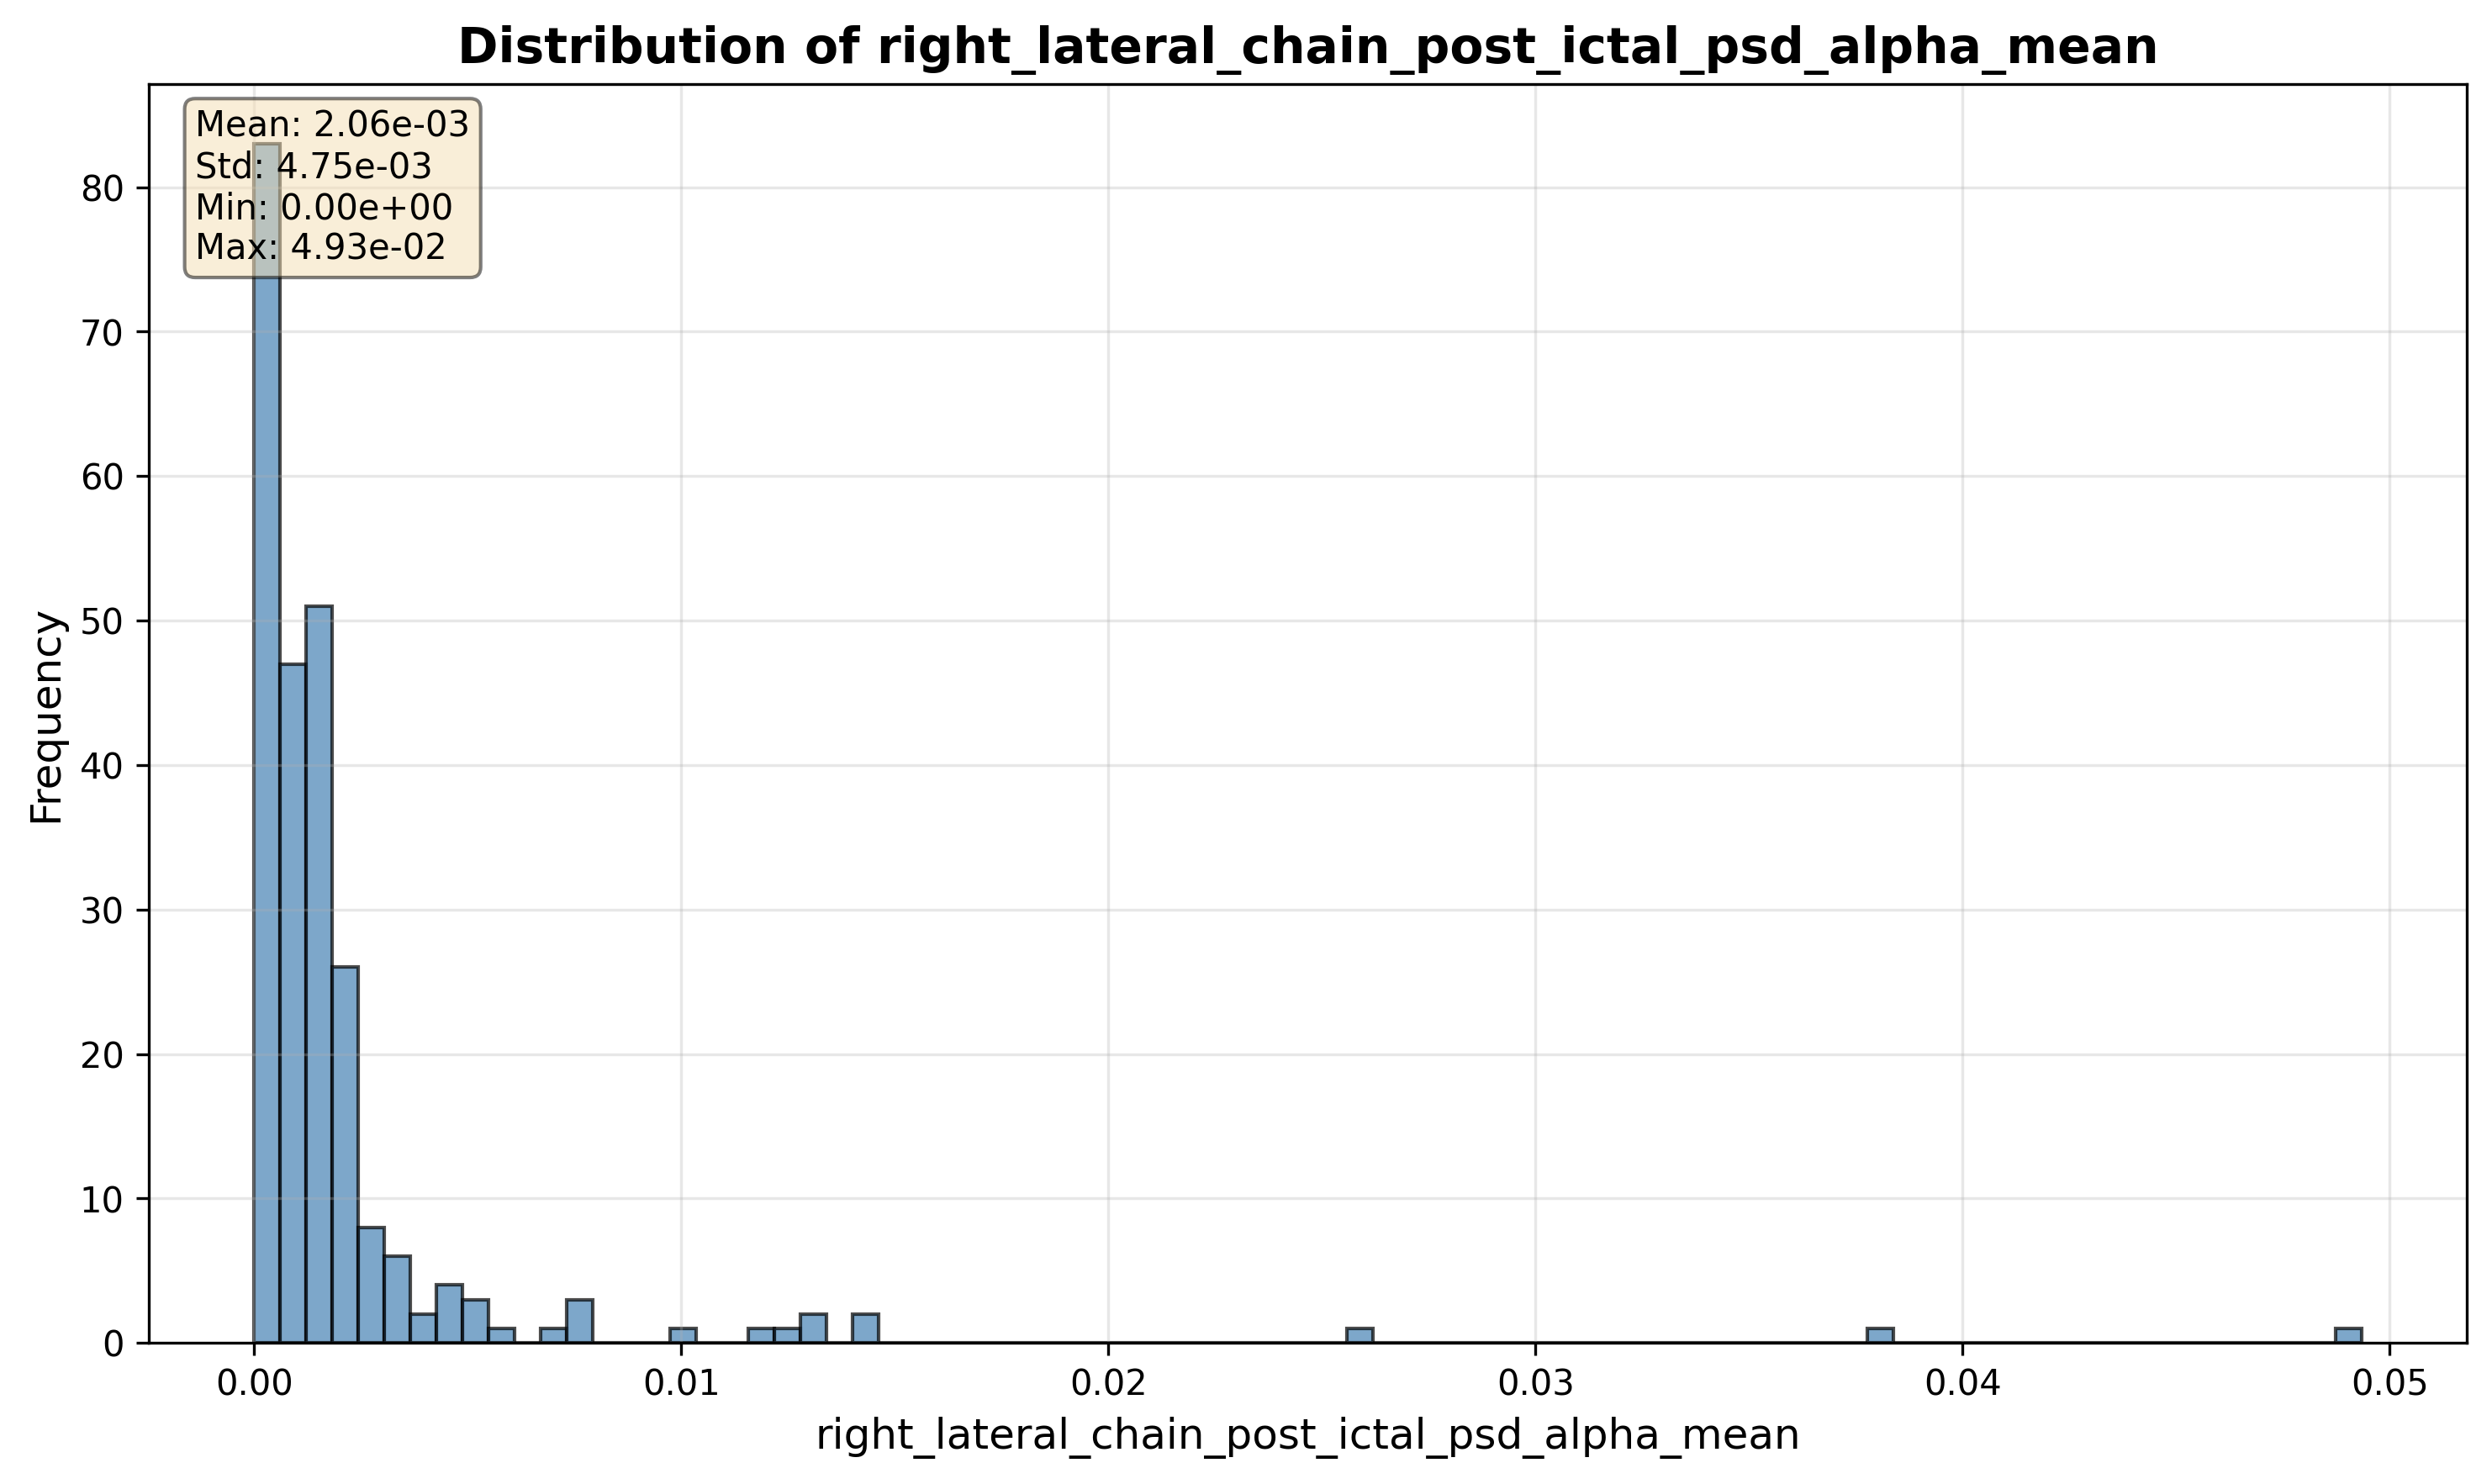 Distribution of right_lateral_chain_post_ictal_psd_alpha_mean
Mean: 2.06e-03
Std: 4.75e-03
Min: 0.00e+00
Max: 4.93e-02
Frequency
80
70
60
50
40
30
20
10
0
0.00 0.01 0.02 0.03 0.04 0.05
right_lateral_chain_post_ictal_psd_alpha_mean